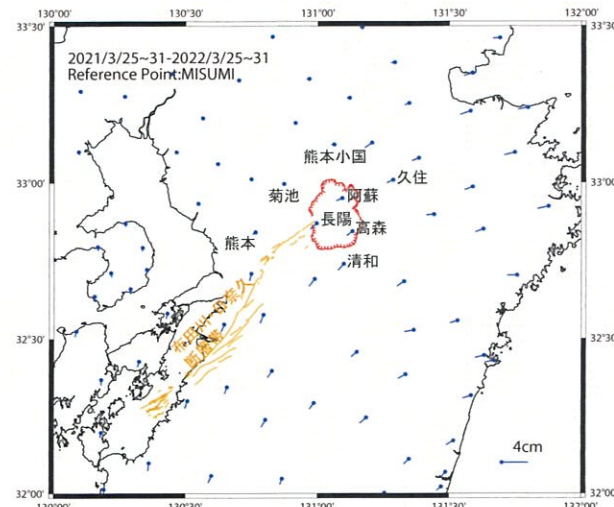 130°00' 130°30' 131°00' 131°30' 132°00'
33°30' 33°30'
2021/3/25~31-2022/3/25~31
Reference Point:MISUMI
熊本小国
33°00' 菊池 阿蘇 久住 33°00'
長陽
高森
熊本
清和
布田川・日奈久
断層帯
32°30' 32°30'
4cm
32°00' 32°00'
130°00' 130°30' 131°00' 131°30' 132°00'